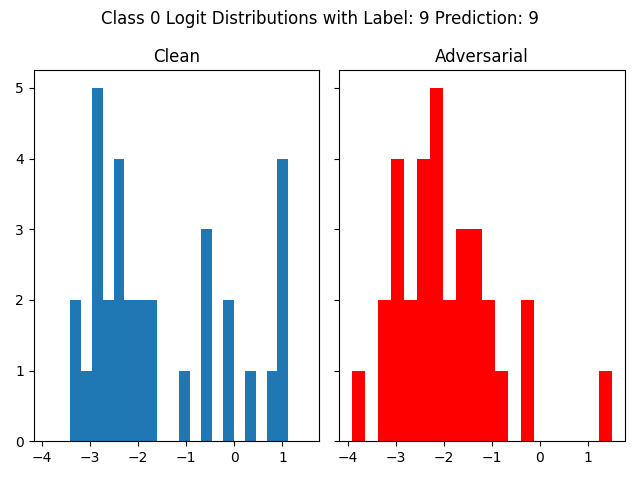 Class 0 Logit Distributions with Label: 9 Prediction: 9
Clean
Adversarial
5
4
3
2
1
0
−4 −3 −2 −1 0 1
−4 −3 −2 −1 0 1